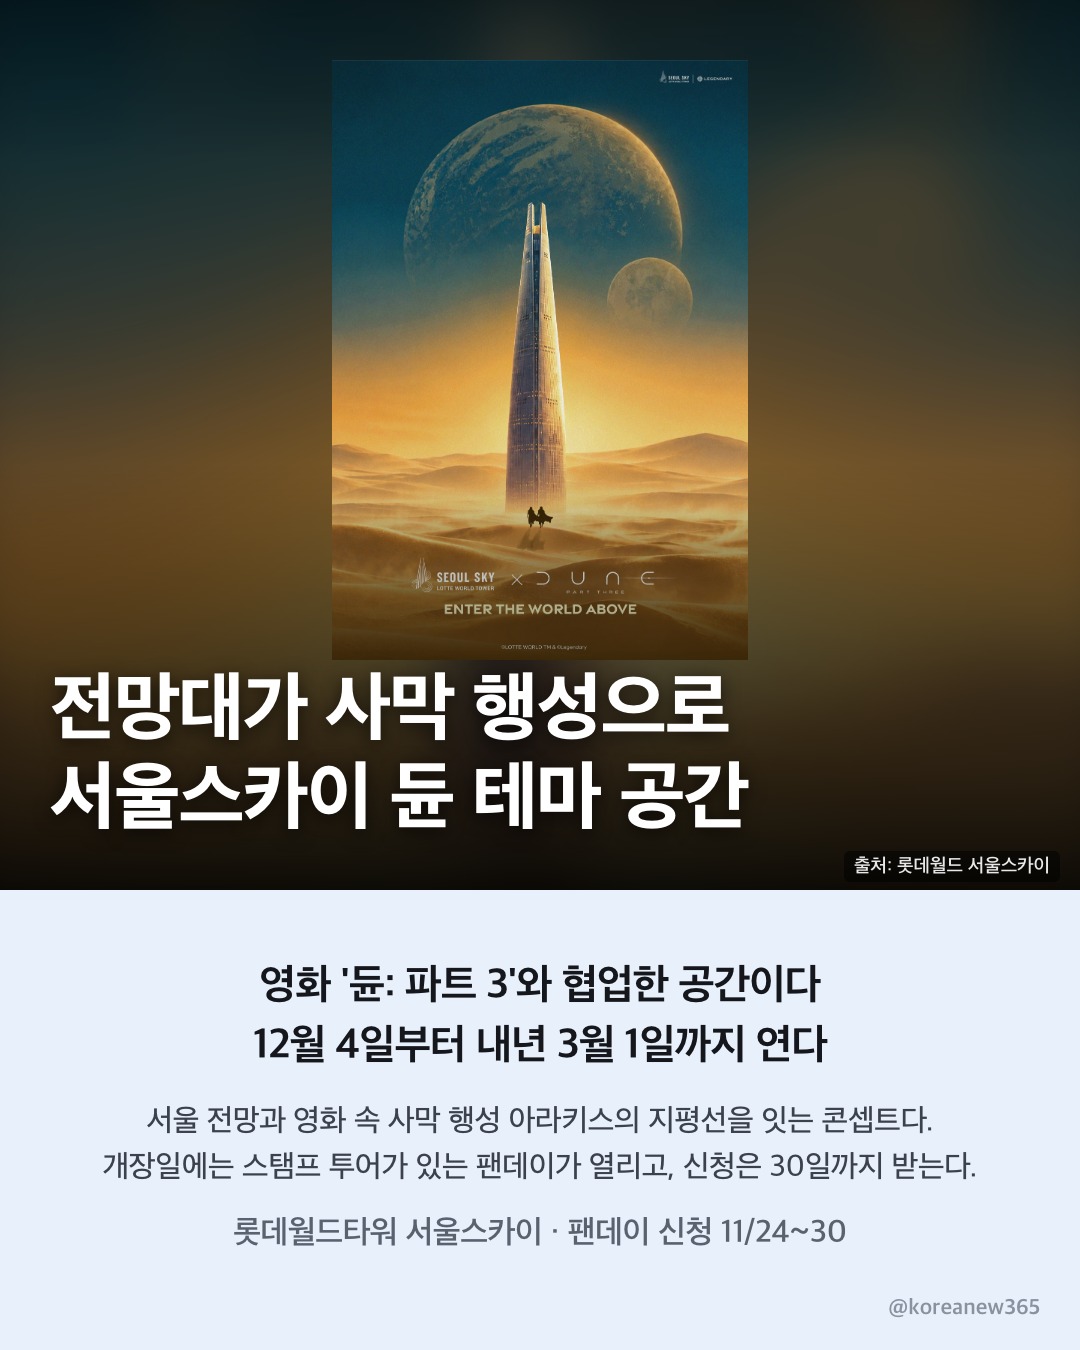 SEOUL SKY
LEGENDARY
SEOUL SKY × DUNE
LOTTE WORLD TOWER
PART THREE
ENTER THE WORLD ABOVE
전망대가 사막 행성으로
서울스카이 듄 테마 공간
출처: 롯데월드 서울스카이
영화 '듄: 파트 3'와 협업한 공간이다
12월 4일부터 내년 3월 1일까지 연다
서울 전망과 영화 속 사막 행성 아라키스의 지평선을 잇는 콘셉트다.
개장일에는 스탬프 투어가 있는 팬데이가 열리고, 신청은 30일까지 받는다.
롯데월드타워 서울스카이 · 팬데이 신청 11/24~30
@koreanew365